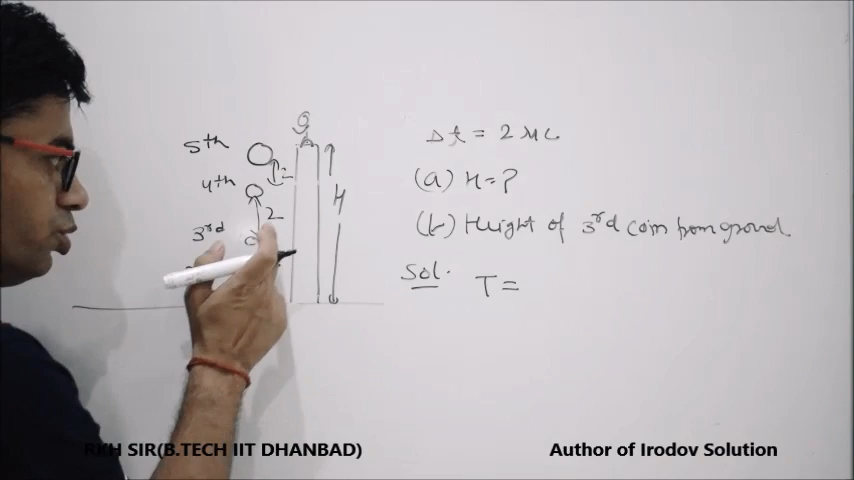 5th
4th
2
3rd
H
Δt = 2 sec
(a) H=?
(b) Height of 3rd coin from ground
Sol.
T =
RKH SIR(B.TECH IIT DHANBAD)
Author of Irodov Solution